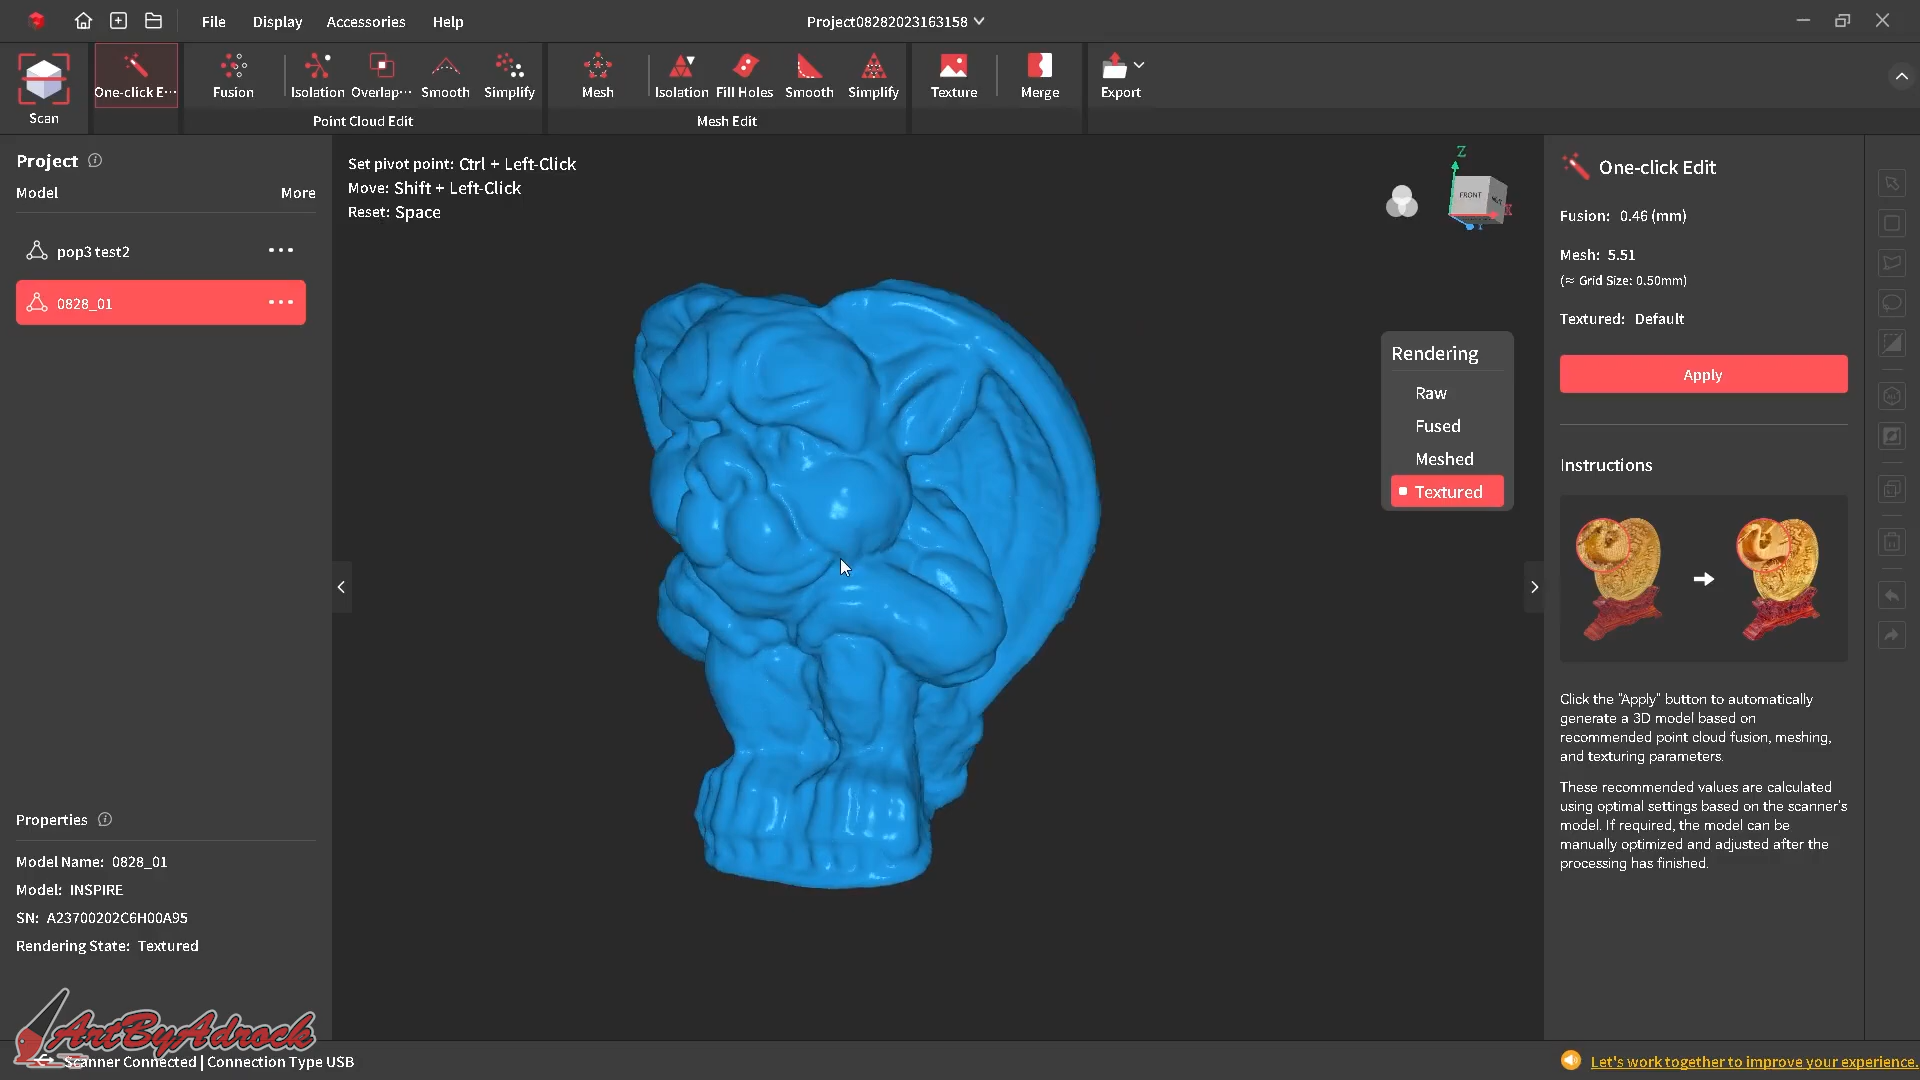 File Display Accessories Help Project08282023163158
One-click E··· Fusion Isolation Overlap··· Smooth Simplify Mesh Isolation Fill Holes Smooth Simplify Texture Merge Export
Scan Point Cloud Edit Mesh Edit
Project
Model More
pop3 test2
0828_01
Properties
Model Name: 0828_01
Model: INSPIRE
SN: A23700202C6H00A95
Rendering State: Textured
ArtByAdrock
Scanner Connected | Connection Type USB
Set pivot point: Ctrl + Left-Click
Move: Shift + Left-Click
Reset: Space
Z
FRONT
X
Rendering
Raw
Fused
Meshed
Textured
One-click Edit
Fusion: 0.46 (mm)
Mesh: 5.51
(≈ Grid Size: 0.50mm)
Textured: Default
Apply
Instructions
Click the "Apply" button to automatically
generate a 3D model based on
recommended point cloud fusion, meshing,
and texturing parameters.
These recommended values are calculated
using optimal settings based on the scanner's
model. If required, the model can be
manually optimized and adjusted after the
processing has finished.
Let's work together to improve your experience.